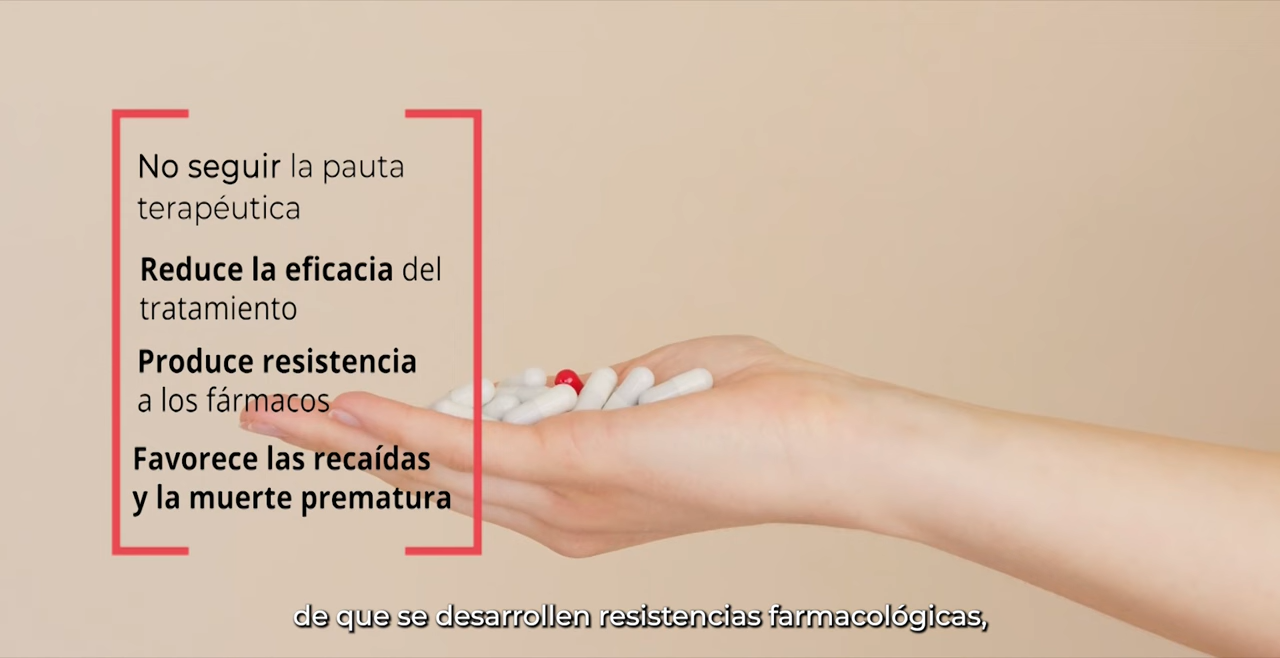 No seguir la pauta
terapéutica
Reduce la eficacia del
tratamiento
Produce resistencia
a los fármacos
Favorece las recaídas
y la muerte prematura
de que se desarrollen resistencias farmacológicas,